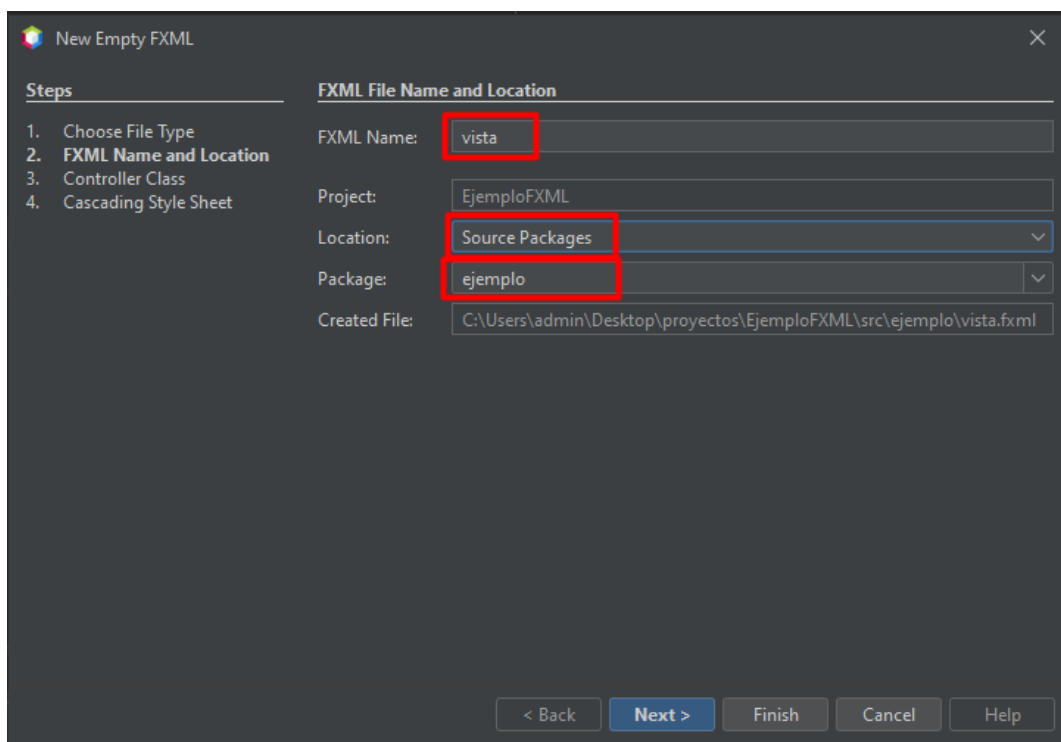 New Empty FXML
Steps
1. Choose File Type
2. FXML Name and Location
3. Controller Class
4. Cascading Style Sheet
FXML File Name and Location
FXML Name: vista
Project: EjemploFXML
Location: Source Packages
Package: ejemplo
Created File: C:\Users\admin\Desktop\proyectos\EjemploFXML\src\ejemplo\vista.fxml
< Back Next > Finish Cancel Help